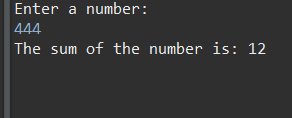 Enter a number:
444
The sum of the number is: 12